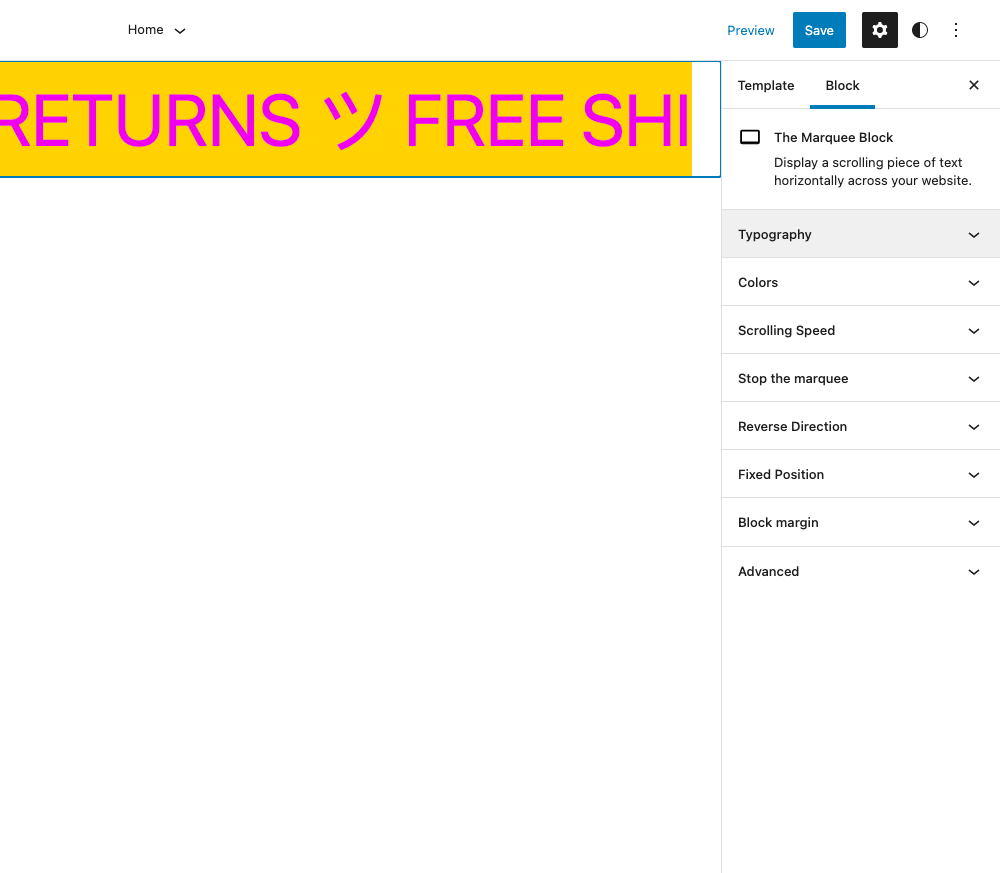 Home
Preview
Save
RETURNS ツ FREE SHI
Template
Block
The Marquee Block
Display a scrolling piece of text
horizontally across your website.
Typography
Colors
Scrolling Speed
Stop the marquee
Reverse Direction
Fixed Position
Block margin
Advanced